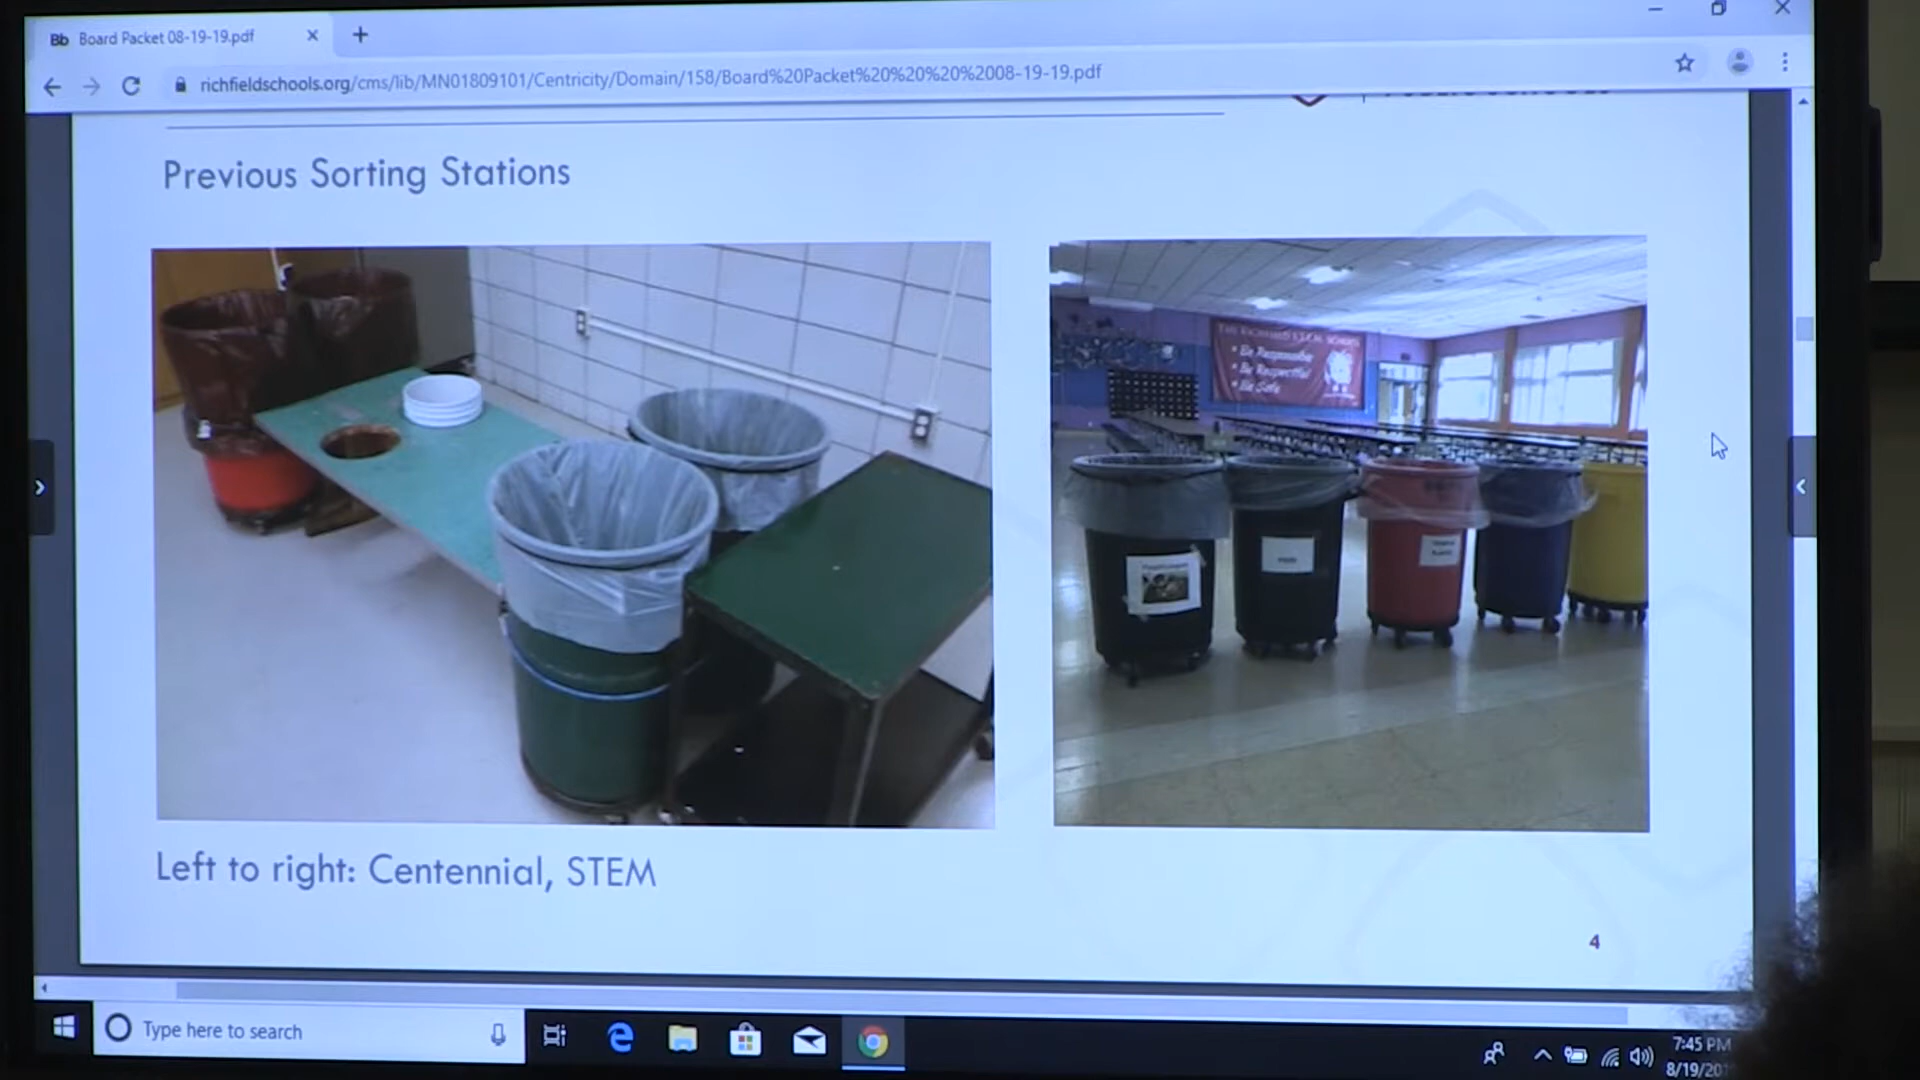 Board Packet 08-19-19.pdf
richfieldschools.org/cms/lib/MN01809101/Centricity/Domain/158/Board%20Packet%20%20%20%2008-19-19.pdf
Previous Sorting Stations
• Be Responsible
• Be Respectful
• Be Safe
Left to right: Centennial, STEM
4
Type here to search
7:45 PM